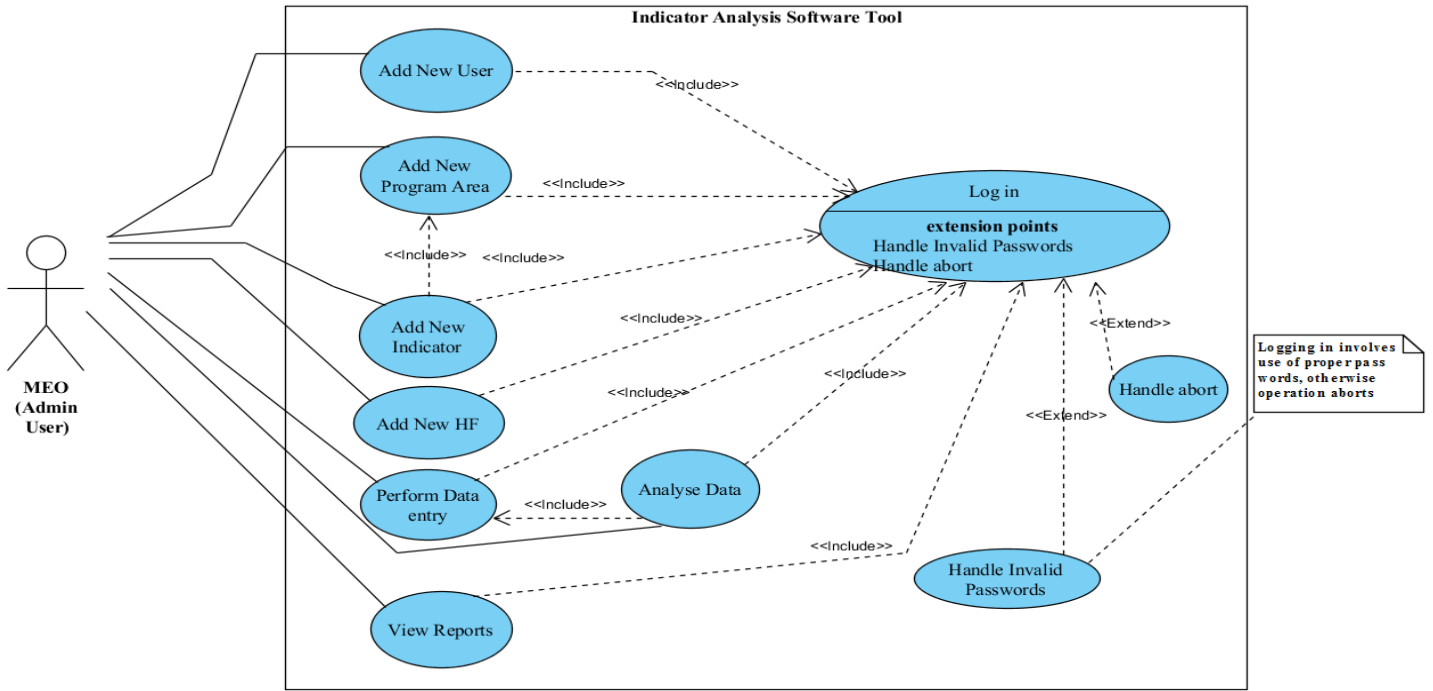 Indicator Analysis Software Tool
Add New User
<<Include>>
Add New
Program Area
<<Include>>
Log in
extension points
Handle Invalid Passwords
Handle abort
<<Include>>
<<Include>>
MEO
(Admin
User)
Add New
Indicator
<<Include>>
<<Extend>>
Logging in involves
use of proper pass
words, otherwise
operation aborts
<<Include>>
Handle abort
<<Include>>
Add New HF
<<Extend>>
Perform Data
entry
<<Include>>
Analyse Data
<<Include>>
Handle Invalid
Passwords
View Reports